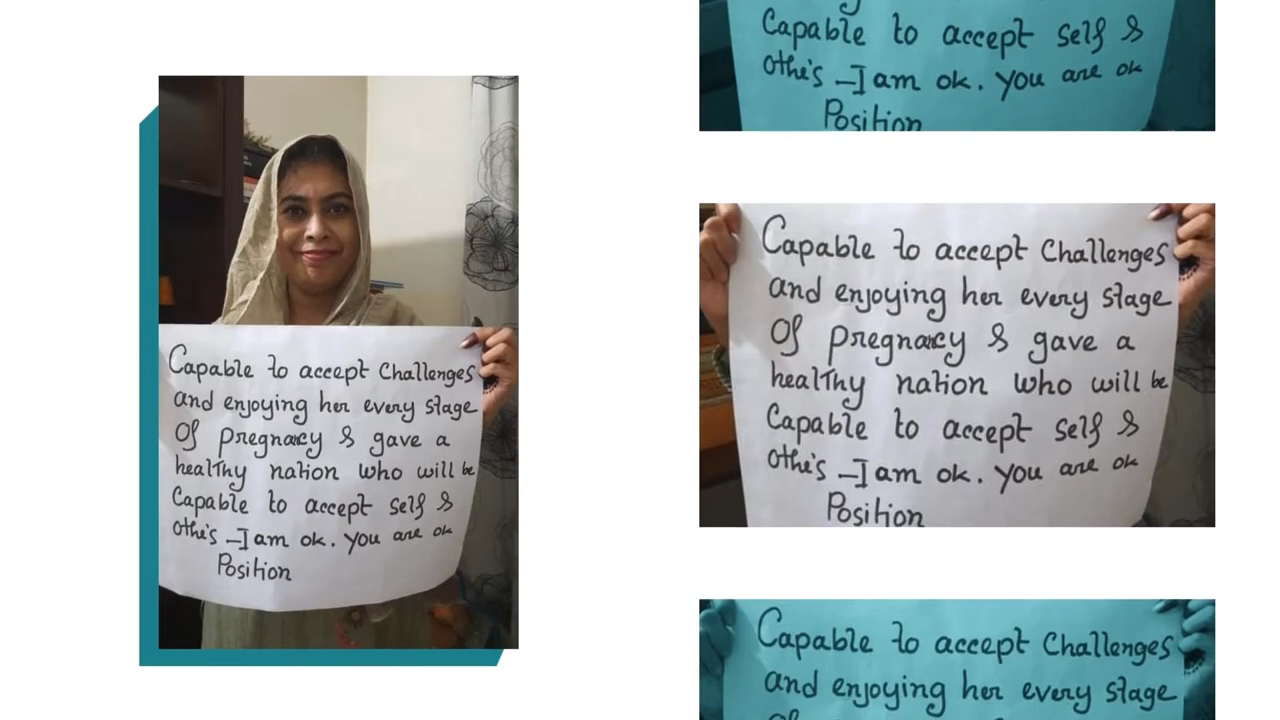 Capable to accept Challenges
and enjoying her every stage
Of pregnancy & gave a
healthy nation who will be
Capable to accept self &
othe's – I am ok. You are ok
Position
Capable to accept self &
othe's – I am ok. You are ok
Position
Capable to accept Challenges
and enjoying her every stage
Of pregnancy & gave a
healthy nation who will be
Capable to accept self &
othe's – I am ok. You are ok
Position
Capable to accept Challenges
and enjoying her every stage